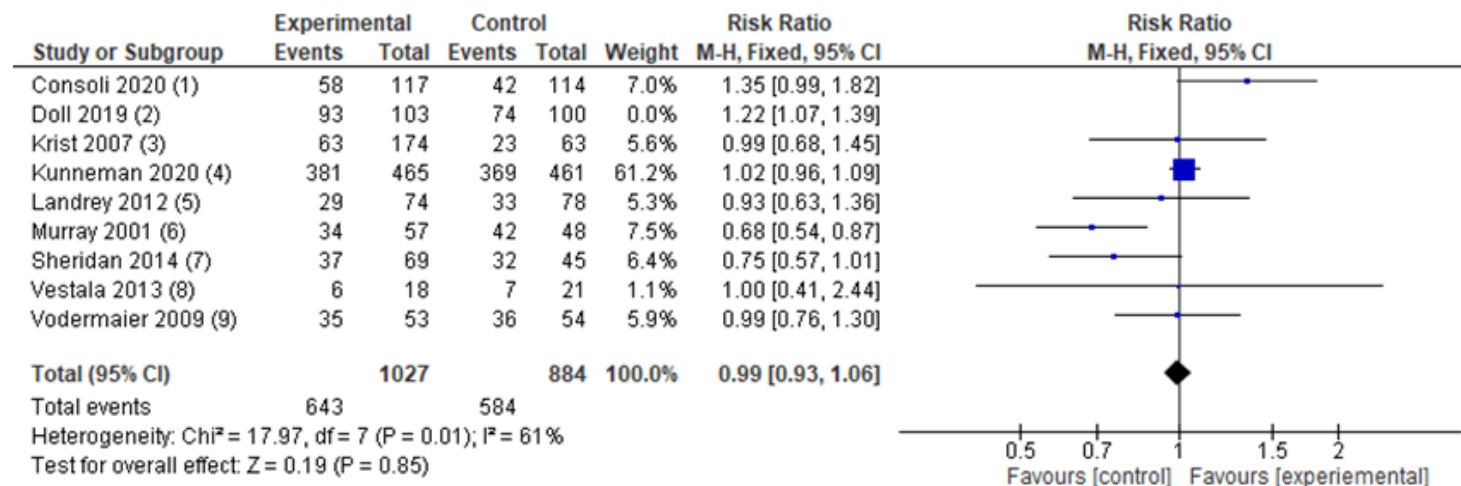 Experimental Control Risk Ratio Risk Ratio
Study or Subgroup Events Total Events Total Weight M-H, Fixed, 95% CI M-H, Fixed, 95% CI
Consoli 2020 (1) 58 117 42 114 7.0% 1.35 [0.99, 1.82]
Doll 2019 (2) 93 103 74 100 0.0% 1.22 [1.07, 1.39]
Krist 2007 (3) 63 174 23 63 5.6% 0.99 [0.68, 1.45]
Kunneman 2020 (4) 381 465 369 461 61.2% 1.02 [0.96, 1.09]
Landrey 2012 (5) 29 74 33 78 5.3% 0.93 [0.63, 1.36]
Murray 2001 (6) 34 57 42 48 7.5% 0.68 [0.54, 0.87]
Sheridan 2014 (7) 37 69 32 45 6.4% 0.75 [0.57, 1.01]
Vestala 2013 (8) 6 18 7 21 1.1% 1.00 [0.41, 2.44]
Vodermaier 2009 (9) 35 53 36 54 5.9% 0.99 [0.76, 1.30]
Total (95% CI) 1027 884 100.0% 0.99 [0.93, 1.06]
Total events 643 584
Heterogeneity: Chi² = 17.97, df = 7 (P = 0.01); I² = 61%
Test for overall effect: Z = 0.19 (P = 0.85)
0.5 0.7 1 1.5 2
Favours [control] Favours [experiemental]